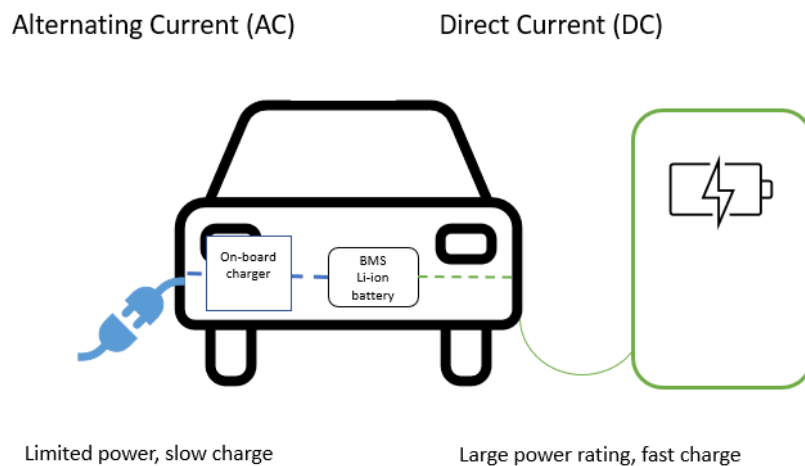 Alternating Current (AC)
Direct Current (DC)
On-board
charger
BMS
Li-ion
battery
Limited power, slow charge
Large power rating, fast charge